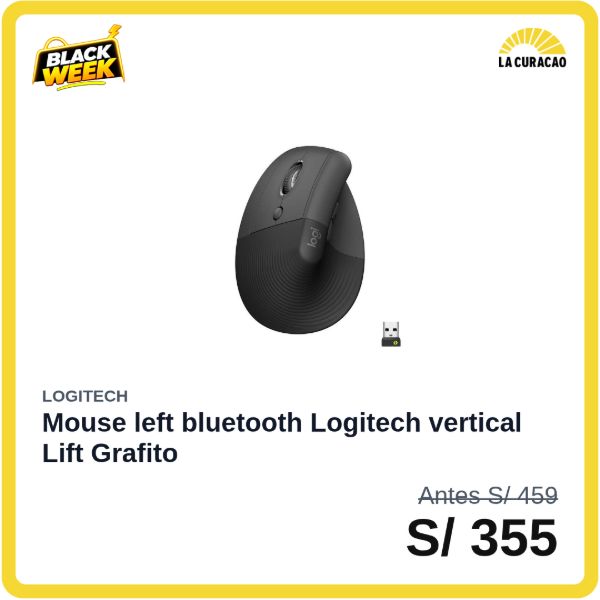 BLACK
WEEK
LA CURACAO
logi
LOGITECH
Mouse left bluetooth Logitech vertical
Lift Grafito
Antes S/ 459
S/ 355